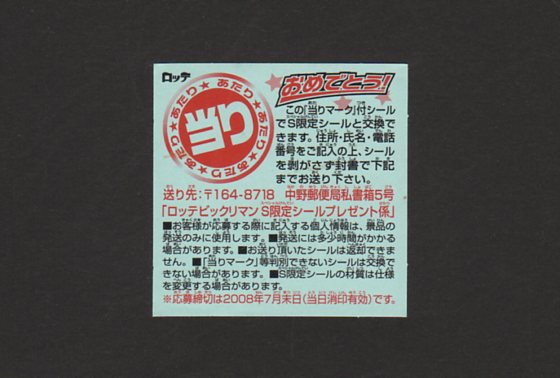 ロッテ
あたり★あたり★あたり★あたり★あたり★
当り
おめでとう!
この「当りマーク」付シール
でS限定シールと交換で
きます。住所・氏名・電話
番号をご記入の上、シール
を剥がさず封書で下記
までお送り下さい。
送り先:〒164-8718 中野郵便局私書箱5号
「ロッテビックリマン S限定シールプレゼント係」
■お客様が応募する際に記入する個人情報は、景品の
発送のみに使用します。■発送には多少時間がかかる
場合があります。■お送り頂いたシールは返却できま
せん。■「当りマーク」等判別できないシールは交換で
きない場合があります。■S限定シールの材質は仕様
を変更する場合があります。
※応募締切は2008年7月末日(当日消印有効)です。